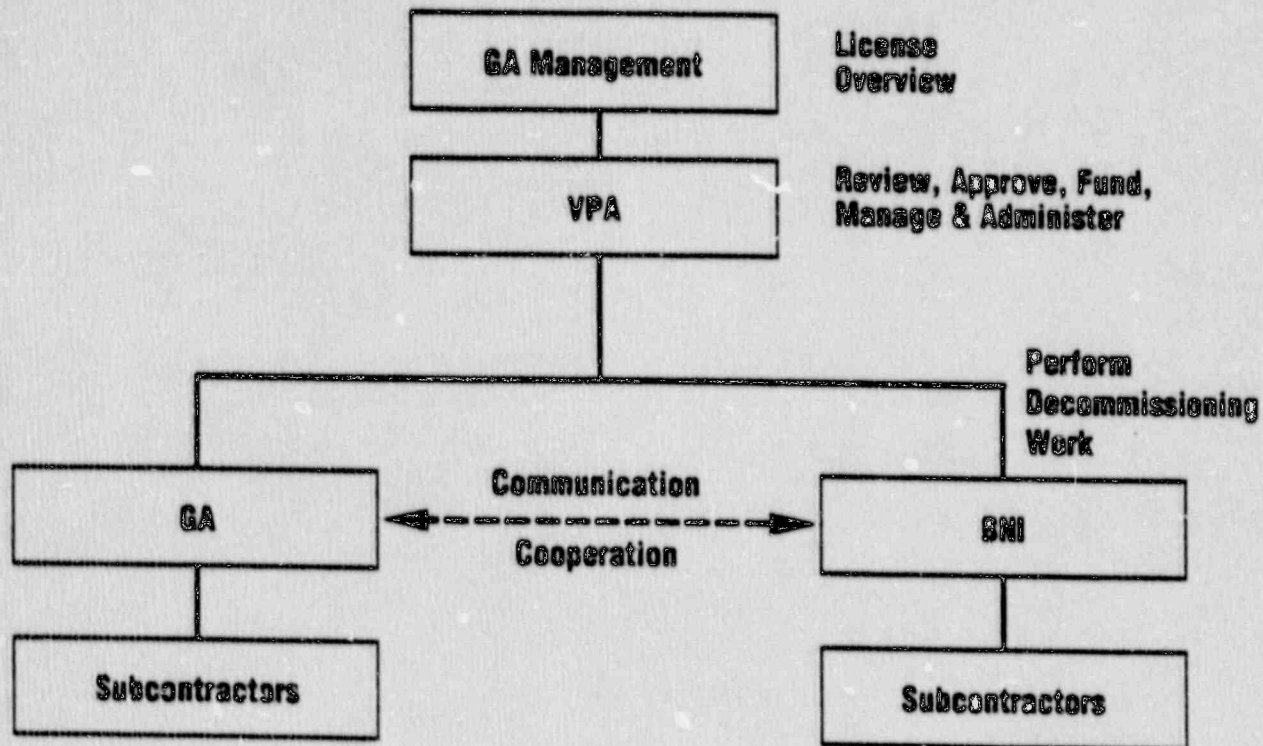 GA Management
License
Overview
VPA
Review, Approve, Fund,
Manage & Administer
Perform
Decommissioning
Work
GA
Communication
Cooperation
BNI
Subcontractors
Subcontractors